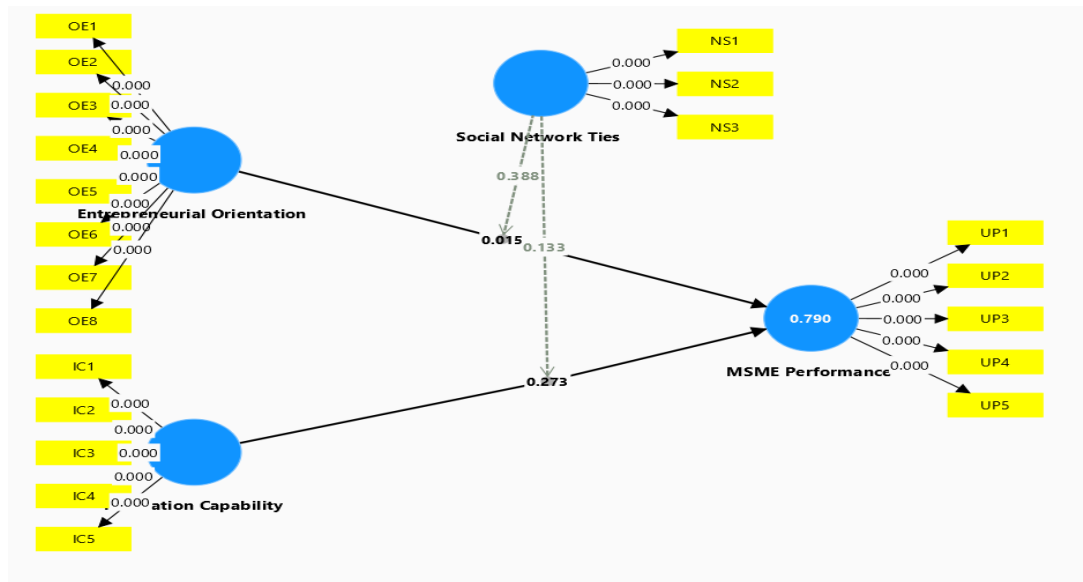 OE1
OE2
OE3
OE4
OE5
OE6
OE7
OE8
0.000
0.000
0.000
0.000
0.000
0.000
0.000
0.000
Entrepreneurial Orientation
IC1
IC2
IC3
IC4
IC5
0.000
0.000
0.000
0.000
0.000
ation Capability
Social Network Ties
0.000
0.000
0.000
NS1
NS2
NS3
0.388
0.133
0.015
0.273
0.790
MSME Performance
0.000
0.000
0.000
0.000
0.000
UP1
UP2
UP3
UP4
UP5